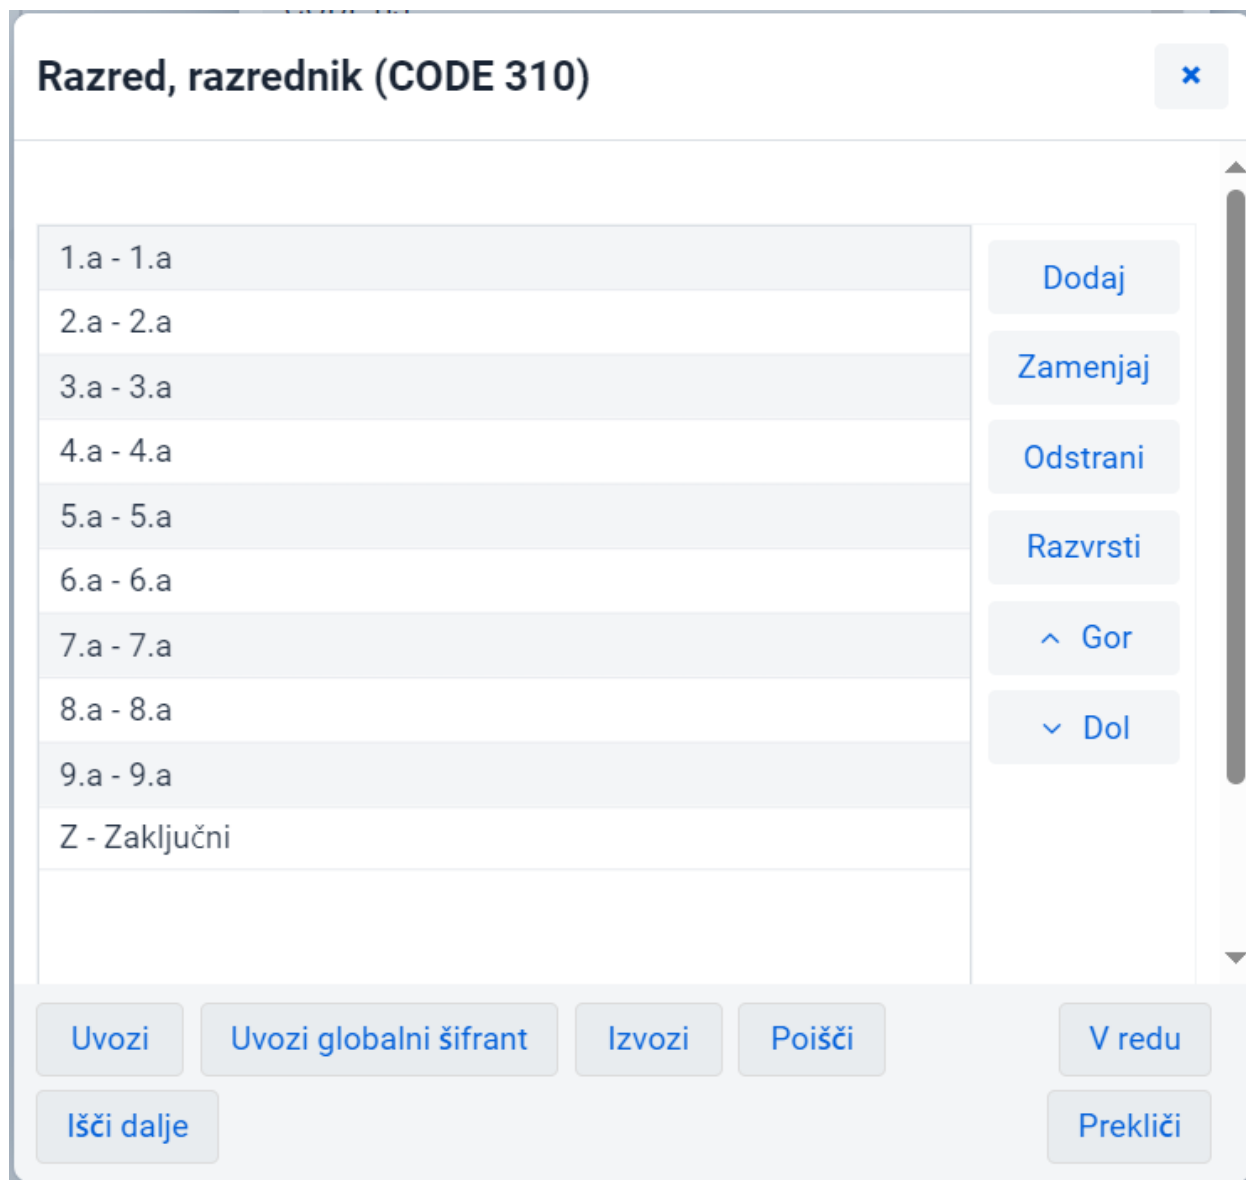 Razred, razrednik (CODE 310)
1.a - 1.a
2.a - 2.a
3.a - 3.a
4.a - 4.a
5.a - 5.a
6.a - 6.a
7.a - 7.a
8.a - 8.a
9.a - 9.a
Z - Zaključni
Dodaj
Zamenjaj
Odstrani
Razvrsti
Gor
Dol
Uvozi
Uvozi globalni šifrant
Izvozi
Poišči
V redu
Išči dalje
Prekliči